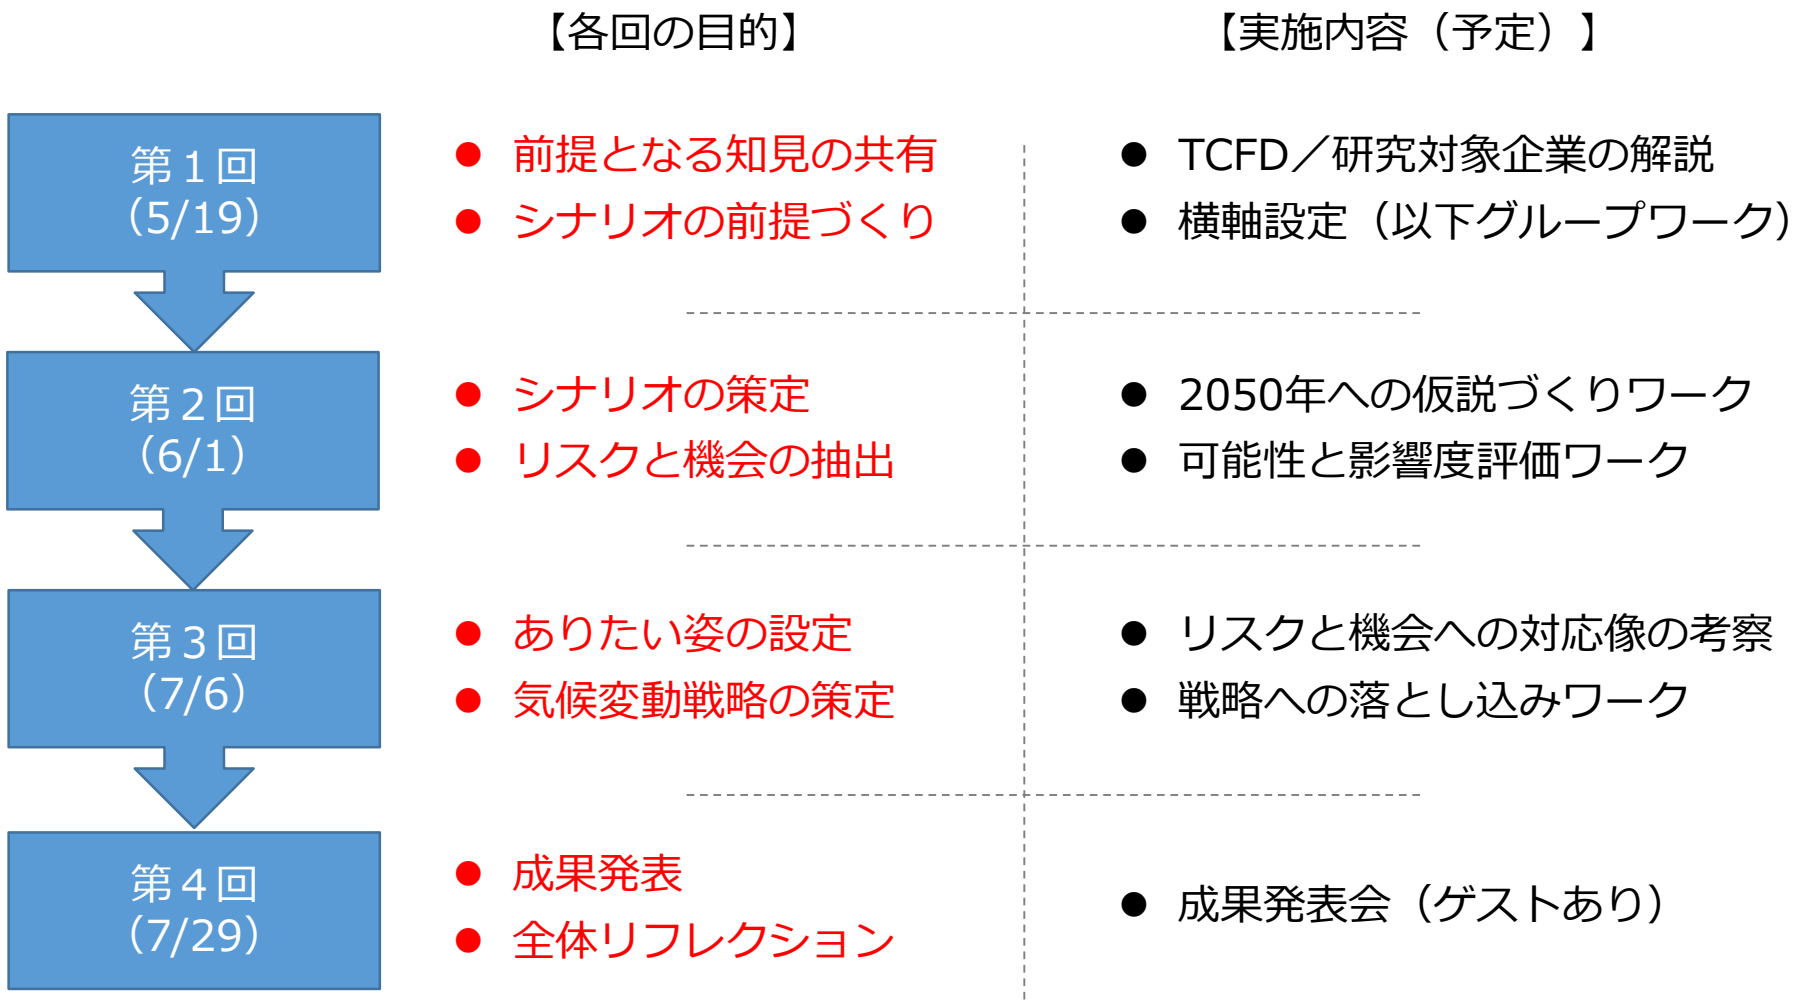 【各回の目的】
【実施内容（予定）】
第１回
（5/19）
● 前提となる知見の共有
● シナリオの前提づくり
● TCFD／研究対象企業の解説
● 横軸設定（以下グループワーク）
第２回
（6/1）
● シナリオの策定
● リスクと機会の抽出
● 2050年への仮説づくりワーク
● 可能性と影響度評価ワーク
第３回
（7/6）
● ありたい姿の設定
● 気候変動戦略の策定
● リスクと機会への対応像の考察
● 戦略への落とし込みワーク
第４回
（7/29）
● 成果発表
● 全体リフレクション
● 成果発表会（ゲストあり）